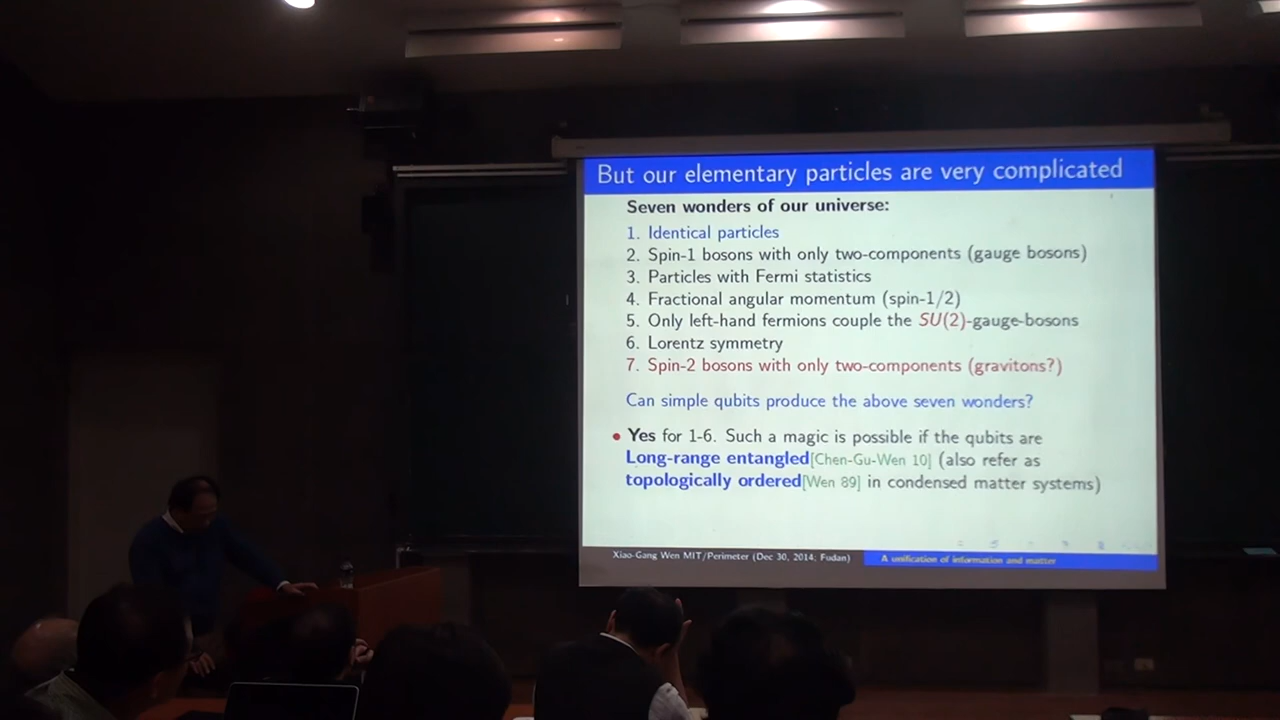 But our elementary particles are very complicated
Seven wonders of our universe:
1. Identical particles
2. Spin-1 bosons with only two-components (gauge bosons)
3. Particles with Fermi statistics
4. Fractional angular momentum (spin-1/2)
5. Only left-hand fermions couple the SU(2)-gauge-bosons
6. Lorentz symmetry
7. Spin-2 bosons with only two-components (gravitons?)
Can simple qubits produce the above seven wonders?
• Yes for 1-6. Such a magic is possible if the qubits are
Long-range entangled[Chen-Gu-Wen 10] (also refer as
topologically ordered[Wen 89] in condensed matter systems)
Xiao-Gang Wen MIT/Perimeter (Dec 30, 2014; Fudan) A unification of information and matter